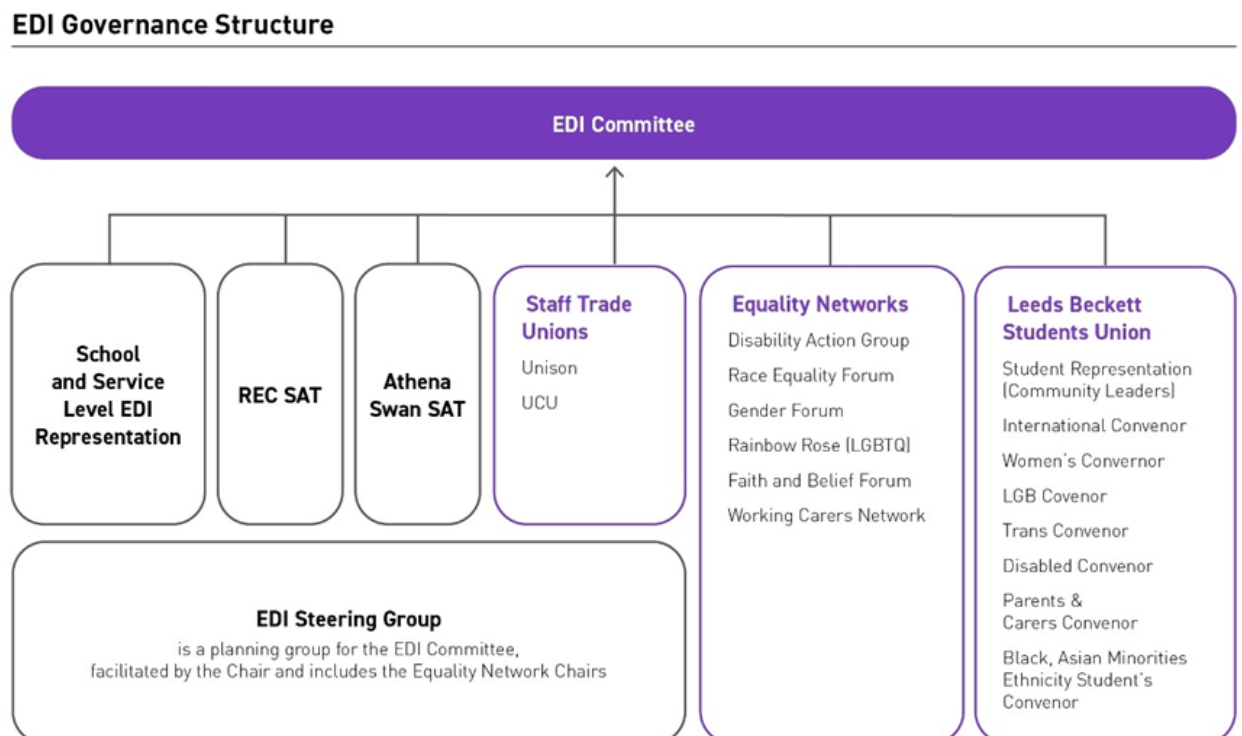 EDI Governance Structure
EDI Committee
School
and Service
Level EDI
Representation
REC SAT
Athena
Swan SAT
Staff Trade
Unions
Unison
UCU
Equality Networks
Disability Action Group
Race Equality Forum
Gender Forum
Rainbow Rose (LGBTQ)
Faith and Belief Forum
Working Carers Network
Leeds Beckett
Students Union
Student Representation
(Community Leaders)
International Convenor
Women's Convernor
LGB Covenor
Trans Convenor
Disabled Convenor
Parents &
Carers Convenor
Black, Asian Minorities
Ethnicity Student's
Convenor
EDI Steering Group
is a planning group for the EDI Committee,
facilitated by the Chair and includes the Equality Network Chairs